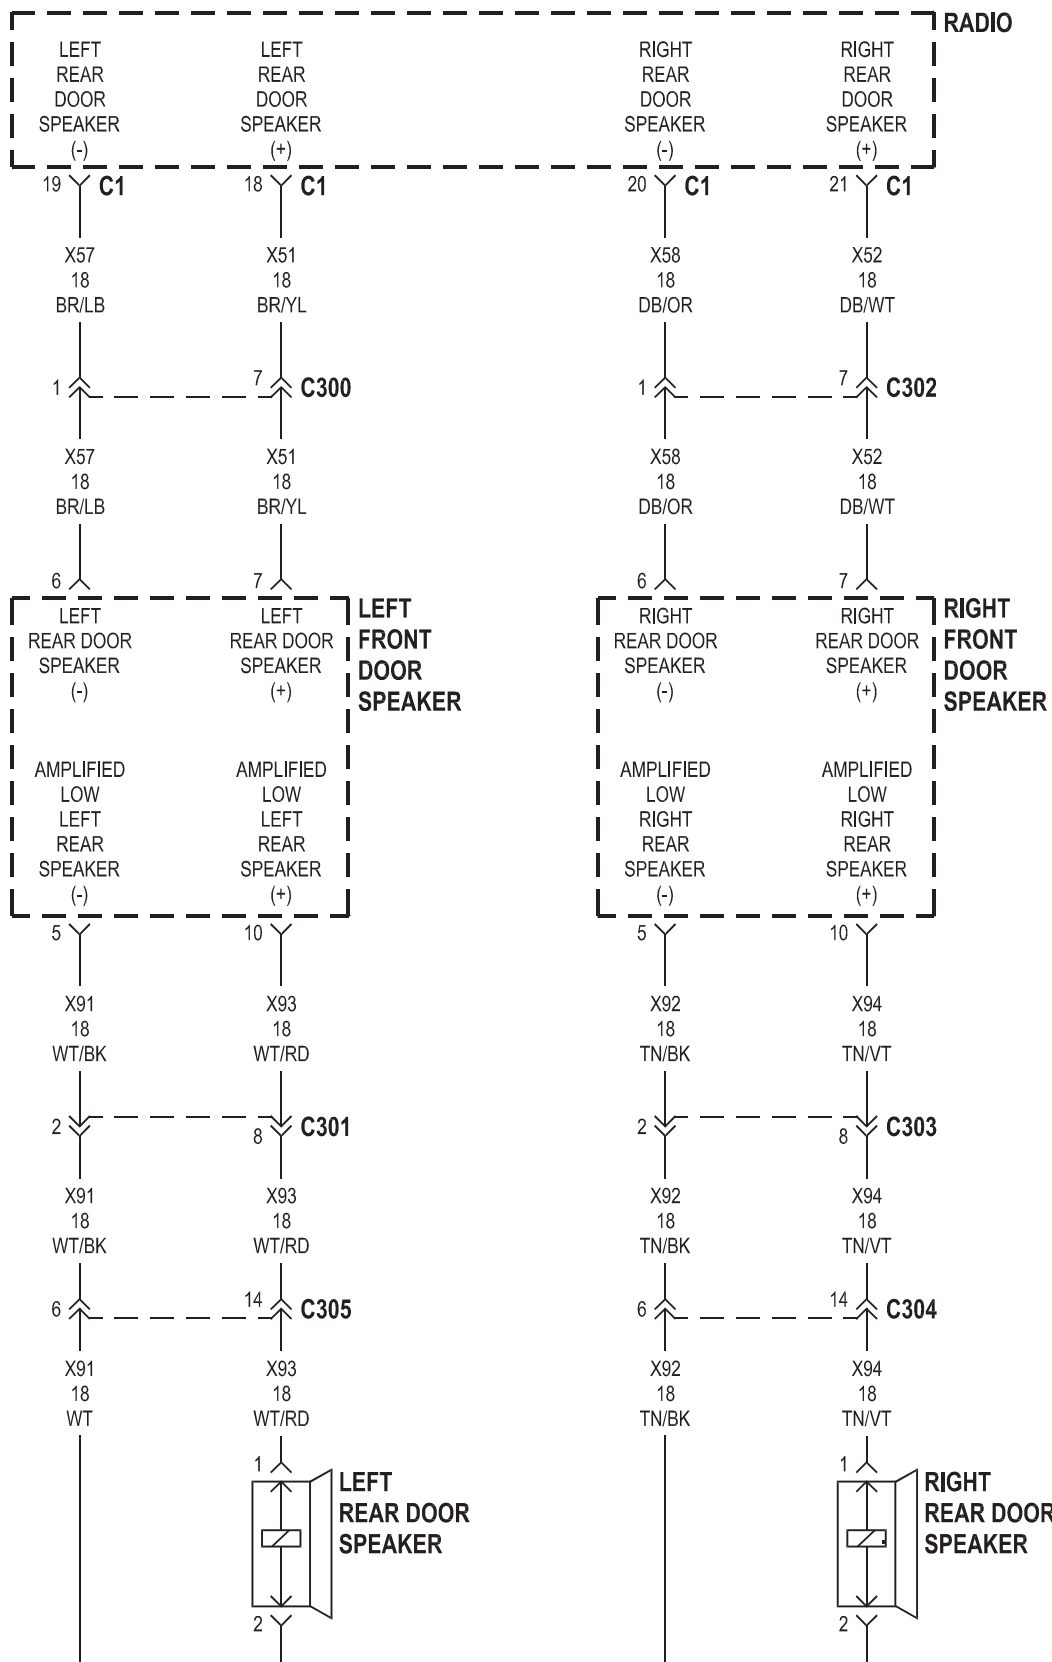 RADIO
LEFT REAR DOOR SPEAKER (-)
LEFT REAR DOOR SPEAKER (+)
RIGHT REAR DOOR SPEAKER (-)
RIGHT REAR DOOR SPEAKER (+)
19 C1 18 C1 20 C1 21 C1
X57 X51 X58 X52
18 18 18 18
BR/LB BR/YL DB/OR DB/WT
1 7 C300 1 7 C302
X57 X51 X58 X52
18 18 18 18
BR/LB BR/YL DB/OR DB/WT
6 7 6 7
LEFT REAR DOOR SPEAKER (-)
LEFT REAR DOOR SPEAKER (+)
LEFT FRONT DOOR SPEAKER
RIGHT REAR DOOR SPEAKER (-)
RIGHT REAR DOOR SPEAKER (+)
RIGHT FRONT DOOR SPEAKER
AMPLIFIED LOW LEFT REAR SPEAKER (-)
AMPLIFIED LOW LEFT REAR SPEAKER (+)
AMPLIFIED LOW RIGHT REAR SPEAKER (-)
AMPLIFIED LOW RIGHT REAR SPEAKER (+)
5 10 5 10
X91 X93 X92 X94
18 18 18 18
WT/BK WT/RD TN/BK TN/VT
2 8 C301 2 8 C303
X91 X93 X92 X94
18 18 18 18
WT/BK WT/RD TN/BK TN/VT
6 14 C305 6 14 C304
X91 X93 X92 X94
18 18 18 18
WT WT/RD TN/BK TN/VT
1 1
LEFT REAR DOOR SPEAKER
RIGHT REAR DOOR SPEAKER
2 2